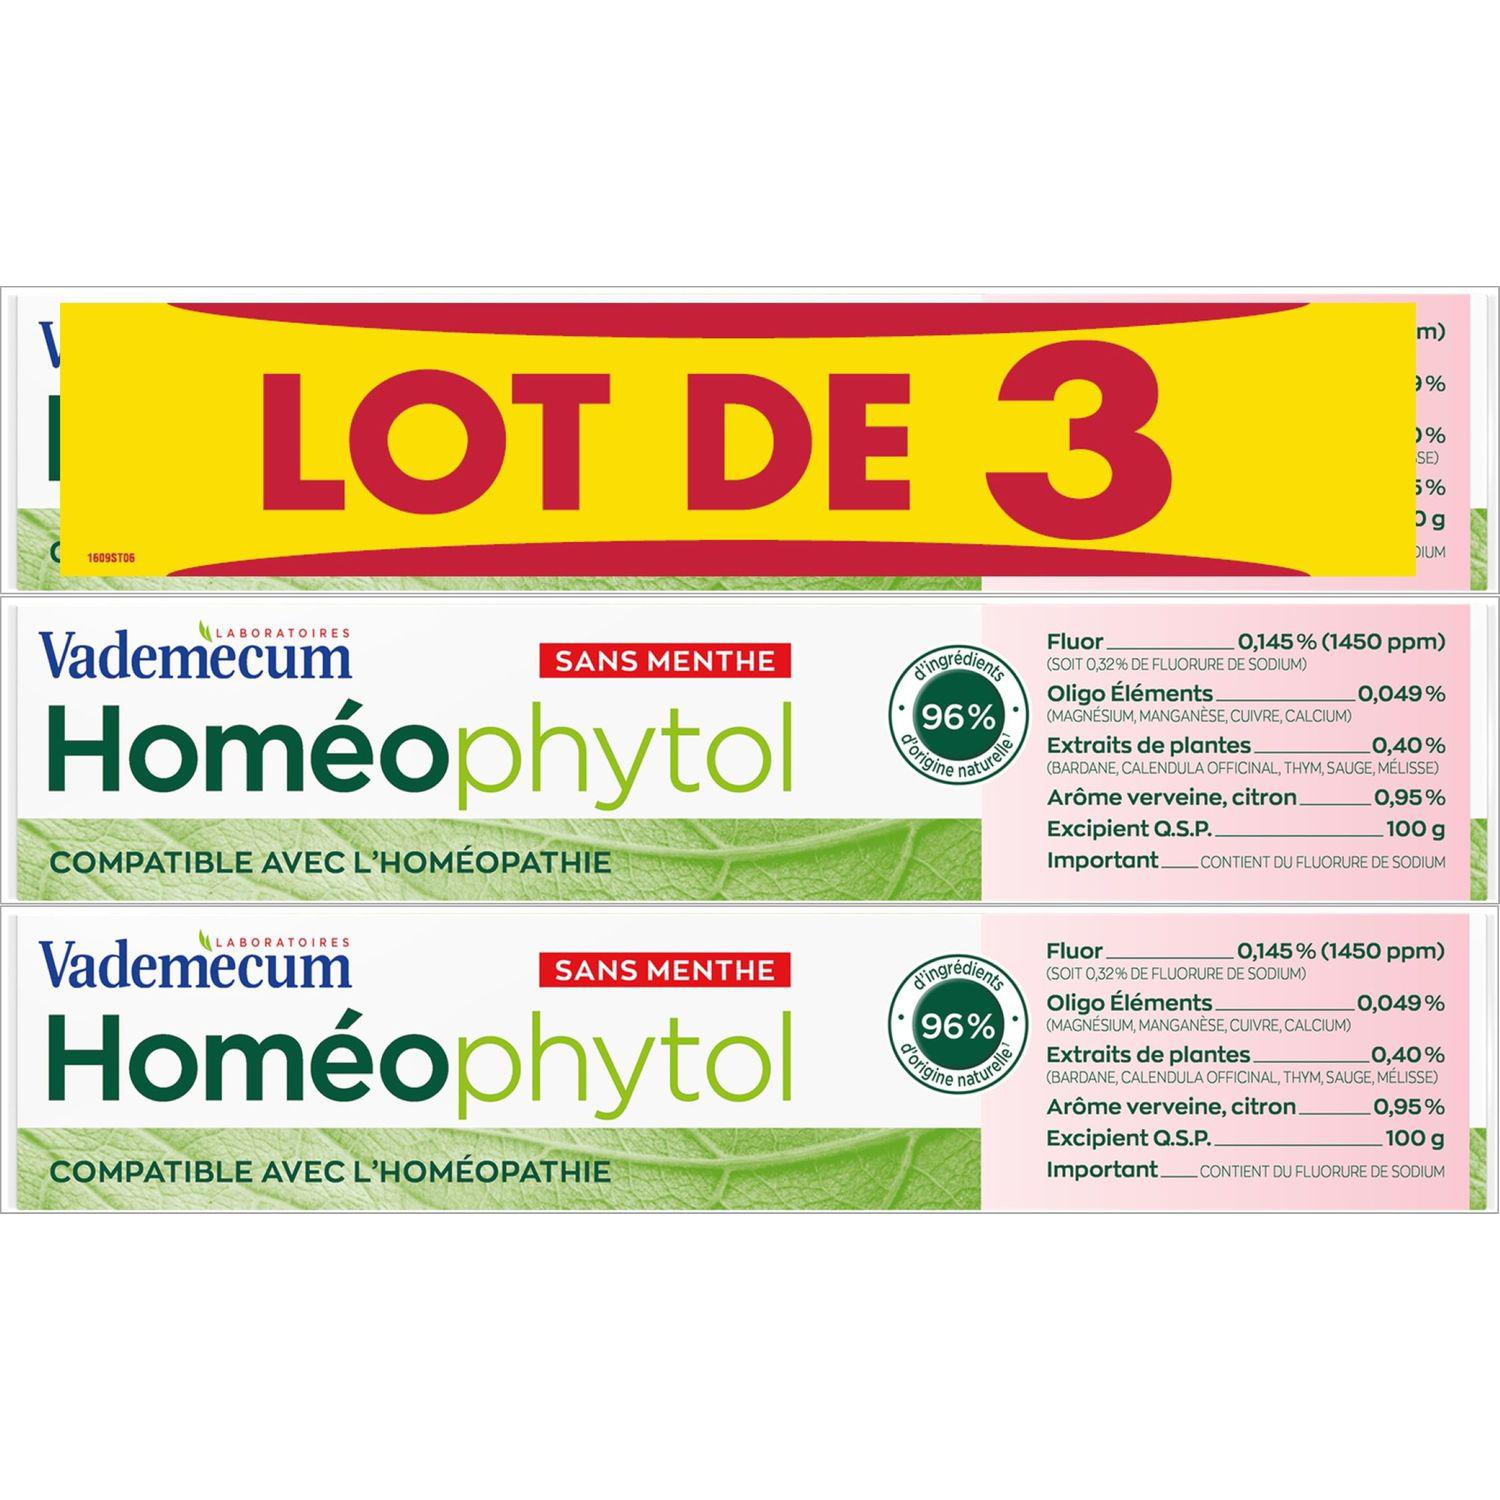 LOT DE 3
1609ST06
LABORATOIRES
Vademecum
SANS MENTHE
Homéophytol
COMPATIBLE AVEC L'HOMÉOPATHIE
96%
d'ingrédients
d'origine naturelle¹
Fluor 0,145% (1450 ppm)
(SOIT 0,32% DE FLUORURE DE SODIUM)
Oligo Éléments 0,049%
(MAGNÉSIUM, MANGANÈSE, CUIVRE, CALCIUM)
Extraits de plantes 0,40%
(BARDANE, CALENDULA OFFICINAL, THYM, SAUGE, MÉLISSE)
Arôme verveine, citron 0,95%
Excipient Q.S.P. 100 g
Important CONTIENT DU FLUORURE DE SODIUM
LABORATOIRES
Vademecum
SANS MENTHE
Homéophytol
COMPATIBLE AVEC L'HOMÉOPATHIE
96%
d'ingrédients
d'origine naturelle¹
Fluor 0,145% (1450 ppm)
(SOIT 0,32% DE FLUORURE DE SODIUM)
Oligo Éléments 0,049%
(MAGNÉSIUM, MANGANÈSE, CUIVRE, CALCIUM)
Extraits de plantes 0,40%
(BARDANE, CALENDULA OFFICINAL, THYM, SAUGE, MÉLISSE)
Arôme verveine, citron 0,95%
Excipient Q.S.P. 100 g
Important CONTIENT DU FLUORURE DE SODIUM